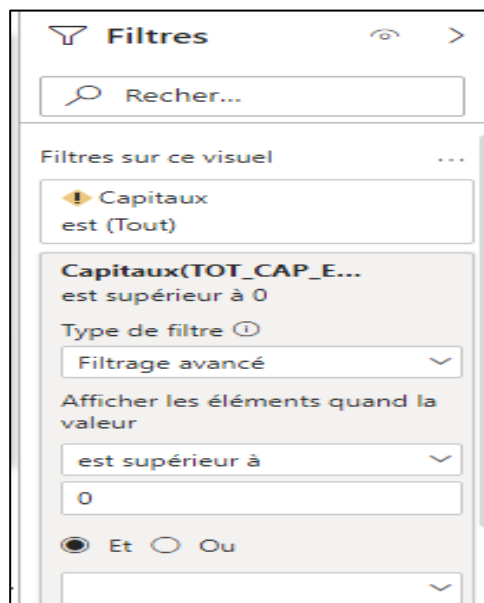 Filtres
Recher...
Filtres sur ce visuel ...
Capitaux
est (Tout)
Capitaux(TOT_CAP_E...
est supérieur à 0
Type de filtre
Filtrage avancé
Afficher les éléments quand la
valeur
est supérieur à
0
Et Ou